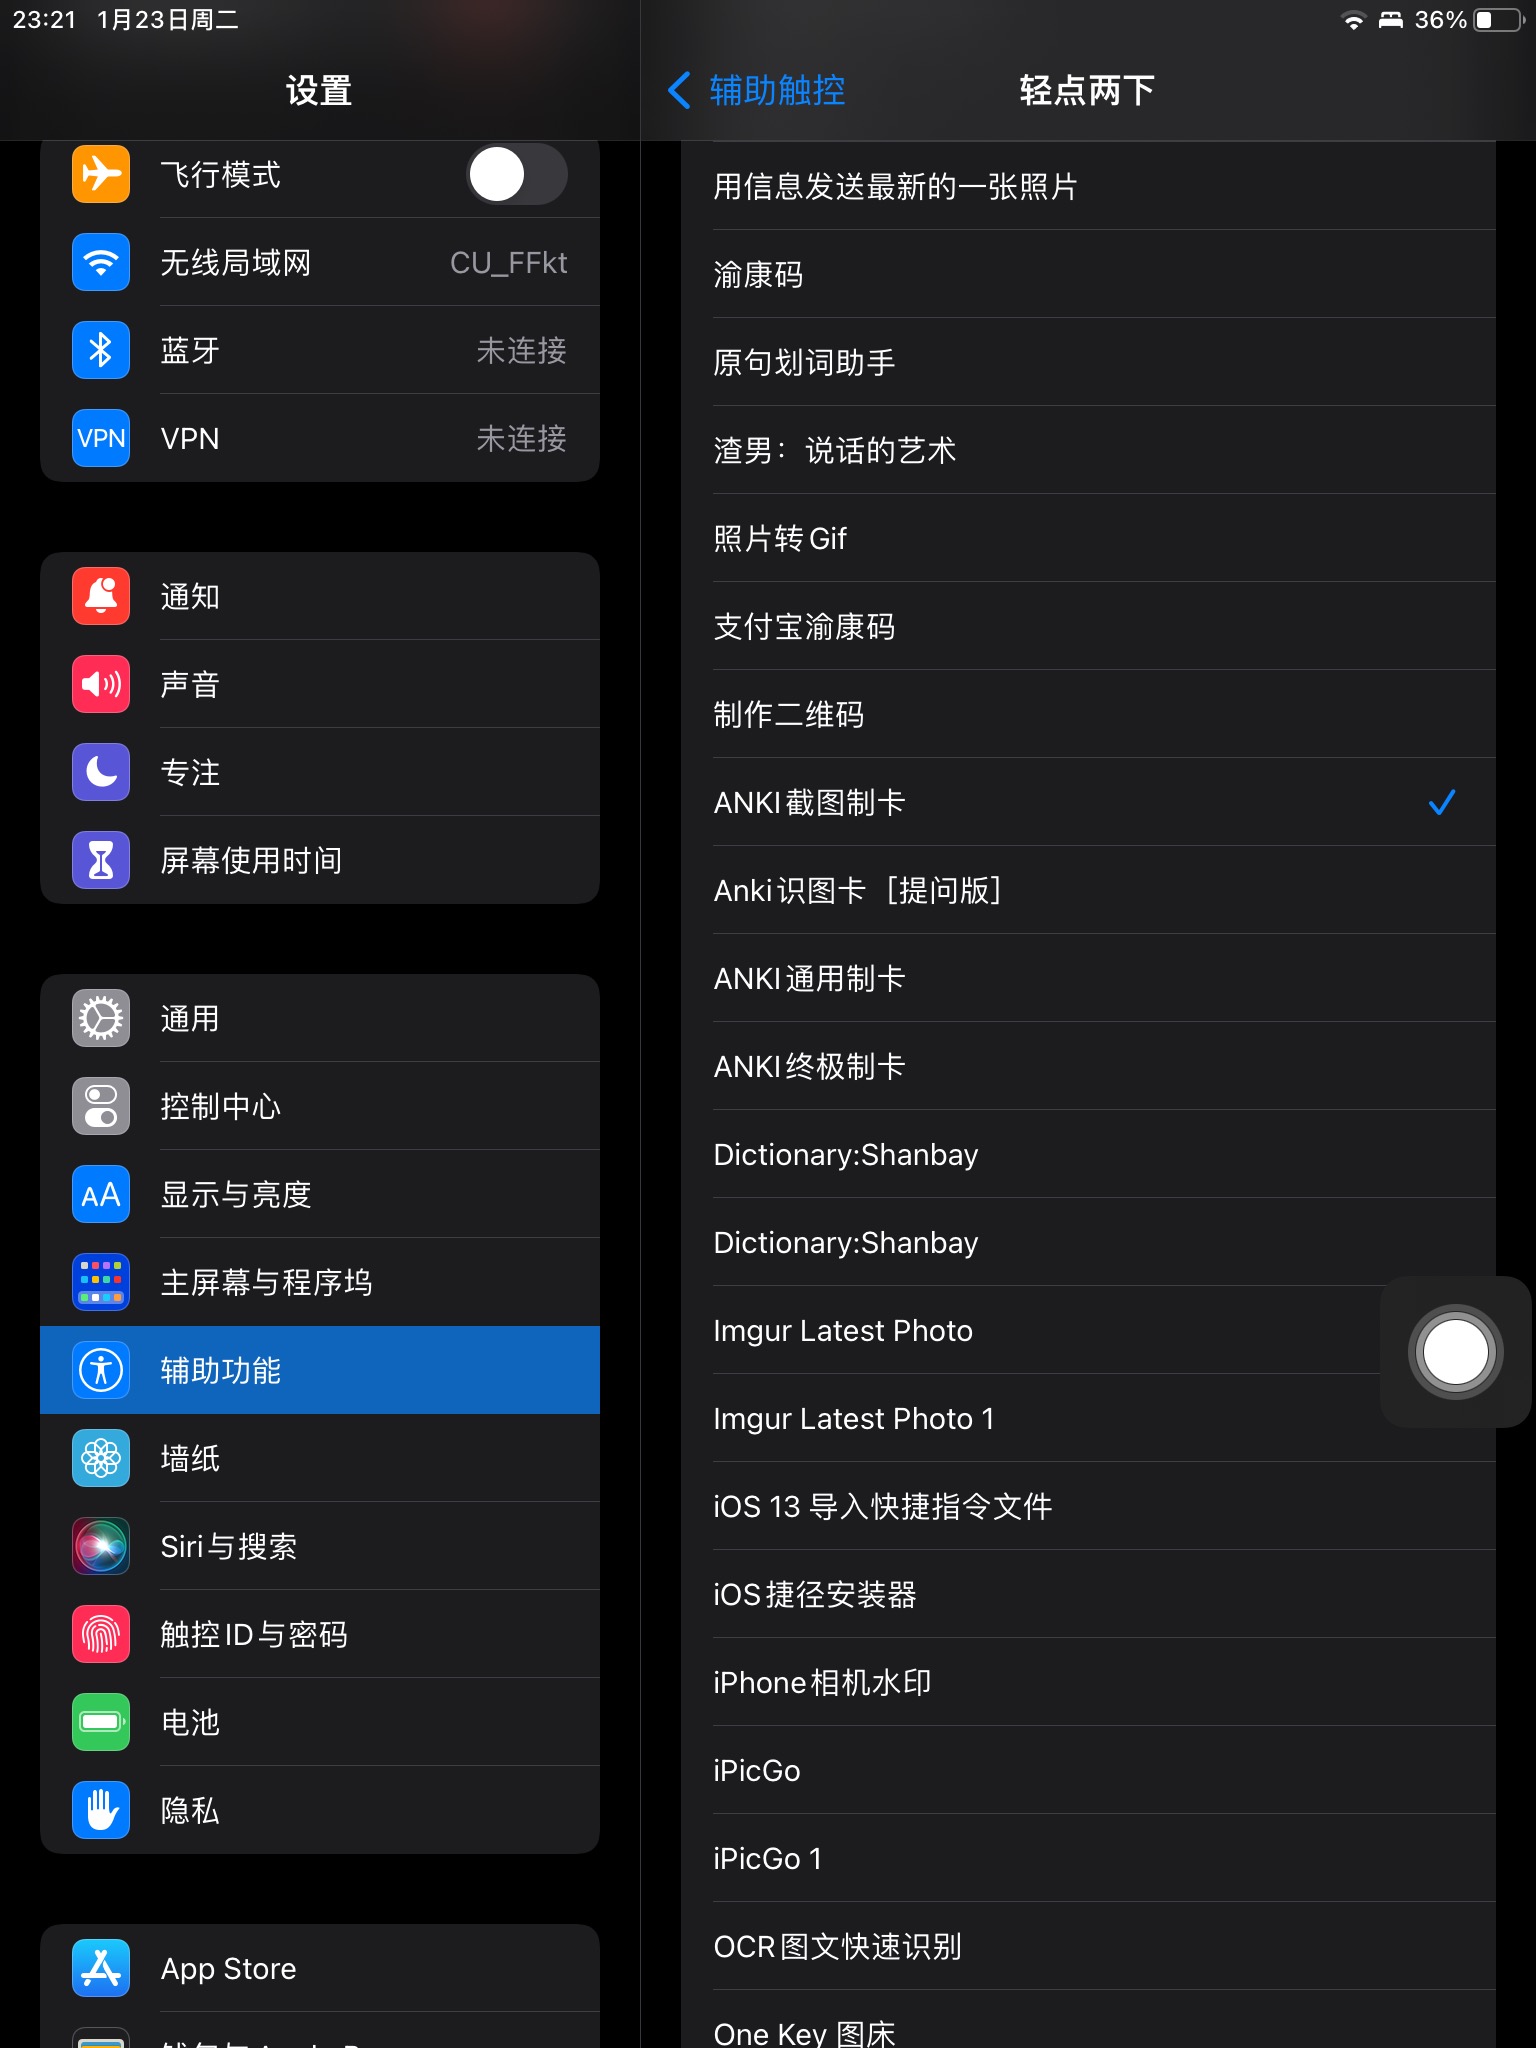 23:21 1月23日周二
36%
设置
飞行模式
无线局域网 CU_FFkt
蓝牙 未连接
VPN VPN 未连接
通知
声音
专注
屏幕使用时间
通用
控制中心
AA 显示与亮度
主屏幕与程序坞
辅助功能
墙纸
Siri与搜索
触控ID与密码
电池
隐私
App Store
辅助触控
轻点两下
用信息发送最新的一张照片
渝康码
原句划词助手
渣男：说话的艺术
照片转Gif
支付宝渝康码
制作二维码
ANKI截图制卡
Anki识图卡［提问版］
ANKI通用制卡
ANKI终极制卡
Dictionary:Shanbay
Dictionary:Shanbay
Imgur Latest Photo
Imgur Latest Photo 1
iOS 13 导入快捷指令文件
iOS捷径安装器
iPhone相机水印
iPicGo
iPicGo 1
OCR图文快速识别
One Key 图床